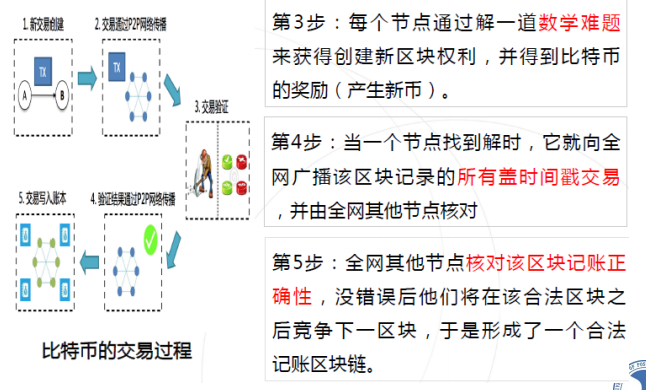 1. 新交易创建
2. 交易通过P2P网络传播
TX
A
B
TX
3. 交易验证
5. 交易写入账本
4. 验证结果通过P2P网络传播
比特币的交易过程
第3步：每个节点通过解一道数学难题
来获得创建新区块权利，并得到比特币
的奖励（产生新币）。
第4步：当一个节点找到解时，它就向全
网广播该区块记录的所有盖时间戳交易
，并由全网其他节点核对
第5步：全网其他节点核对该区块记账正
确性，没错误后他们将在该合法区块之
后竞争下一区块，于是形成了一个合法
记账区块链。